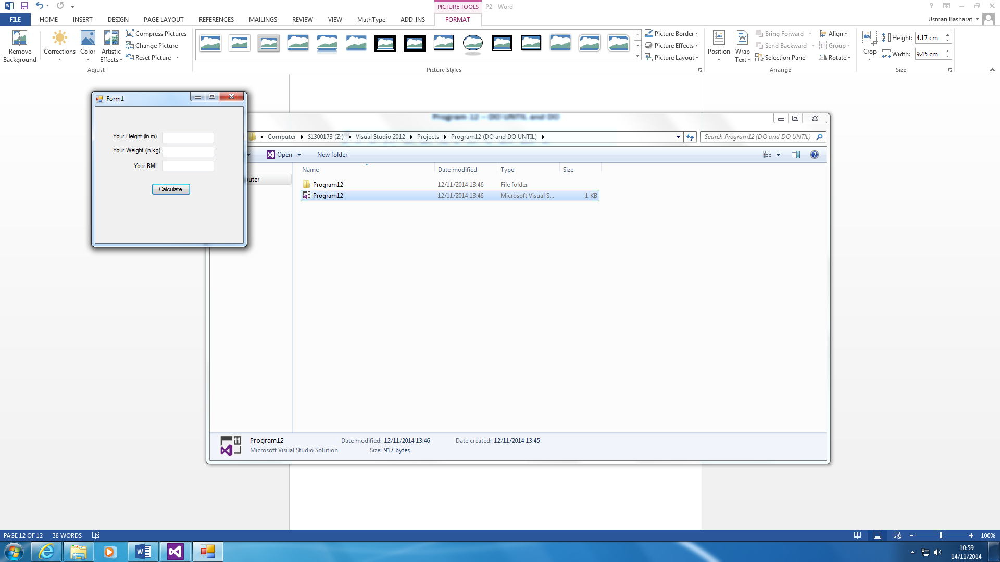 PICTURE TOOLS
P2 - Word
FILE HOME INSERT DESIGN PAGE LAYOUT REFERENCES MAILINGS REVIEW VIEW MathType ADD-INS FORMAT
Usman Basharat
Remove Background
Corrections
Color
Artistic Effects
Compress Pictures
Change Picture
Reset Picture
Adjust
Picture Styles
Picture Border
Picture Effects
Picture Layout
Position
Wrap Text
Bring Forward
Send Backward
Selection Pane
Align
Group
Rotate
Arrange
Crop
Height: 4.17 cm
Width: 9.45 cm
Size
Form1
Your Height (in m)
Your Weight (in kg)
Your BMI
Calculate
Program 12 – DO UNTIL and DO
Computer S1300173 (Z:) Visual Studio 2012 Projects Program12 (DO and DO UNTIL)
Search Program12 (DO and DO UNTIL)
Open New folder
uter
Name Date modified Type Size
Program12 12/11/2014 13:46 File folder
Program12 12/11/2014 13:46 Microsoft Visual S... 1 KB
Program12 Date modified: 12/11/2014 13:46 Date created: 12/11/2014 13:45
Microsoft Visual Studio Solution Size: 917 bytes
PAGE 12 OF 12 36 WORDS
100%
10:59
14/11/2014